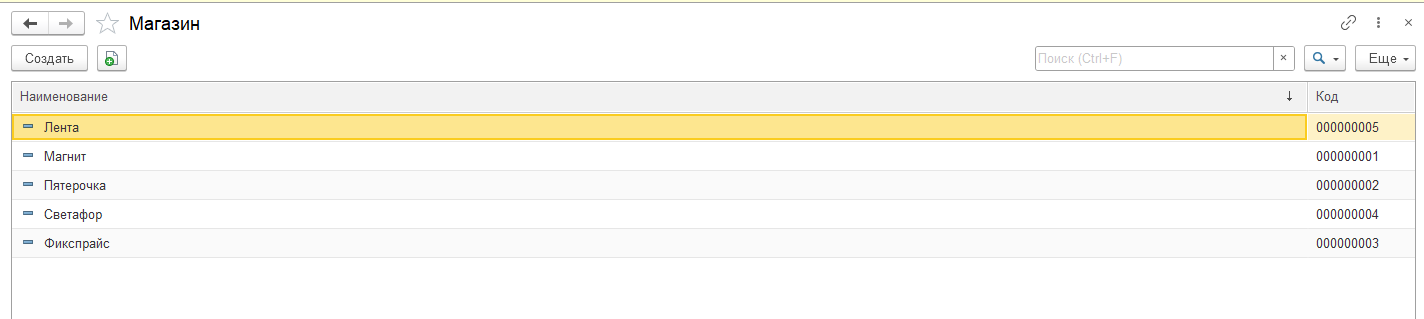 Магазин
Создать
Поиск (Ctrl+F)
Еще
Наименование Код
Лента 000000005
Магнит 000000001
Пятерочка 000000002
Светафор 000000004
Фикспрайс 000000003